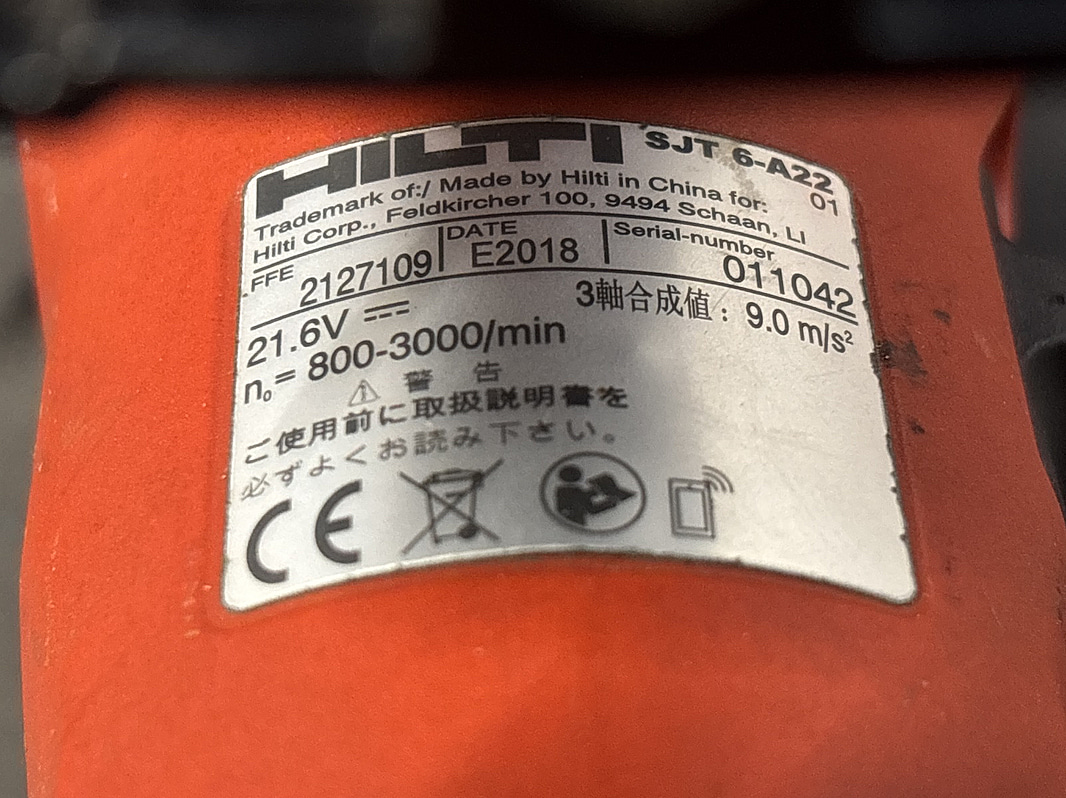 HILTI SJT 6-A22
01
Trademark of:/ Made by Hilti in China for:
Hilti Corp., Feldkircher 100, 9494 Schaan, LI
FFE 2127109 DATE E2018 Serial-number 011042
21.6V 3軸合成値: 9.0 m/s²
n₀= 800-3000/min
警 告
ご使用前に取扱説明書を
必ずよくお読み下さい。
CE